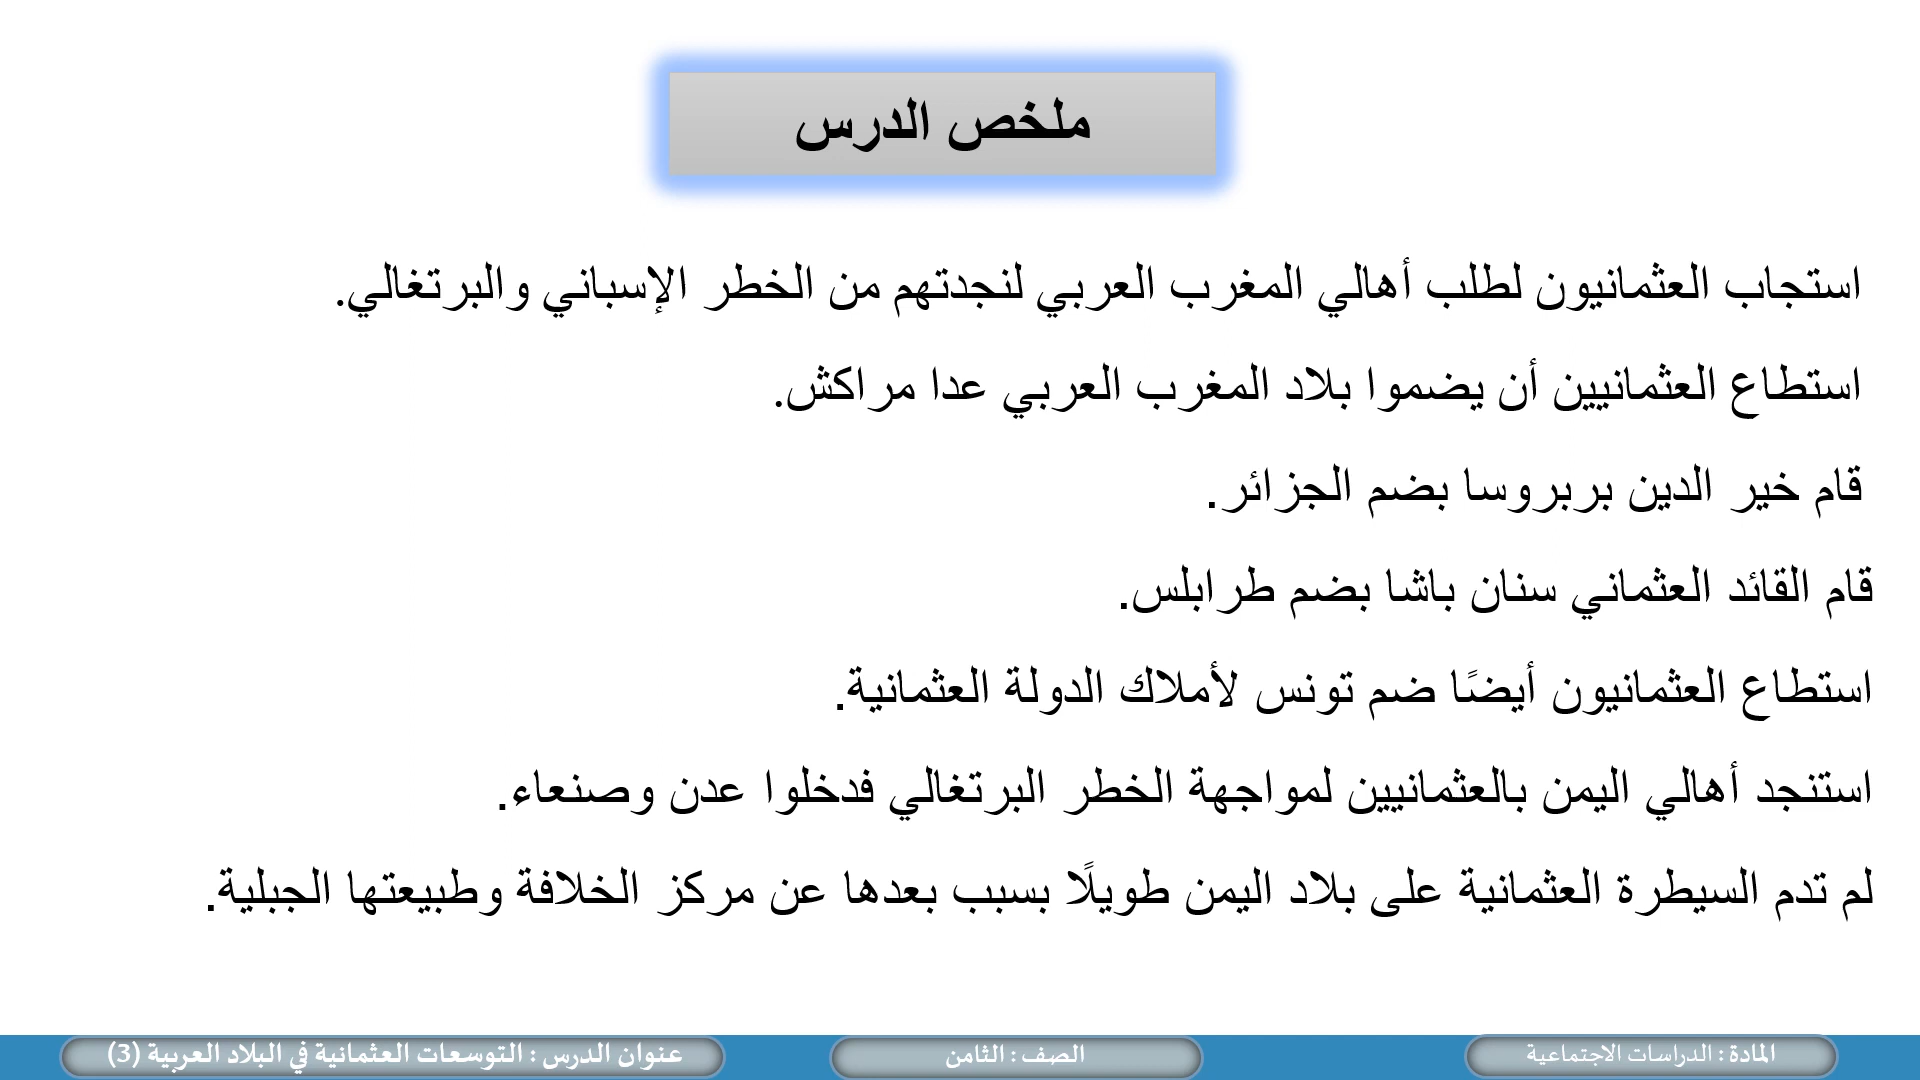 ملخص الدرس
استجاب العثمانيون لطلب أهالي المغرب العربي لنجدتهم من الخطر الإسباني والبرتغالي.
استطاع العثمانيين أن يضموا بلاد المغرب العربي عدا مراكش.
قام خير الدين بربروسا بضم الجزائر.
قام القائد العثماني سنان باشا بضم طرابلس.
استطاع العثمانيون أيضًا ضم تونس لأملاك الدولة العثمانية.
استنجد أهالي اليمن بالعثمانيين لمواجهة الخطر البرتغالي فدخلوا عدن وصنعاء.
لم تدم السيطرة العثمانية على بلاد اليمن طويلًا بسبب بعدها عن مركز الخلافة وطبيعتها الجبلية.
المادة : الدراسات الاجتماعية
الصف : الثامن
عنوان الدرس : التوسعات العثمانية في البلاد العربية (3)